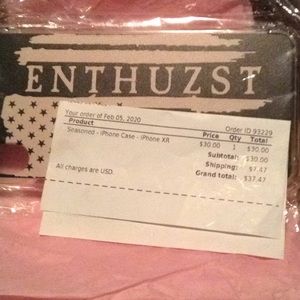 ENTHUZST
Your order of Feb 05, 2020
Order ID 93229
Product Price Qty Total
Seasoned - iPhone Case - iPhone XR $30.00 1 $30.00
Subtotal: $30.00
Shipping: $7.47
Grand total: $37.47
All charges are USD.